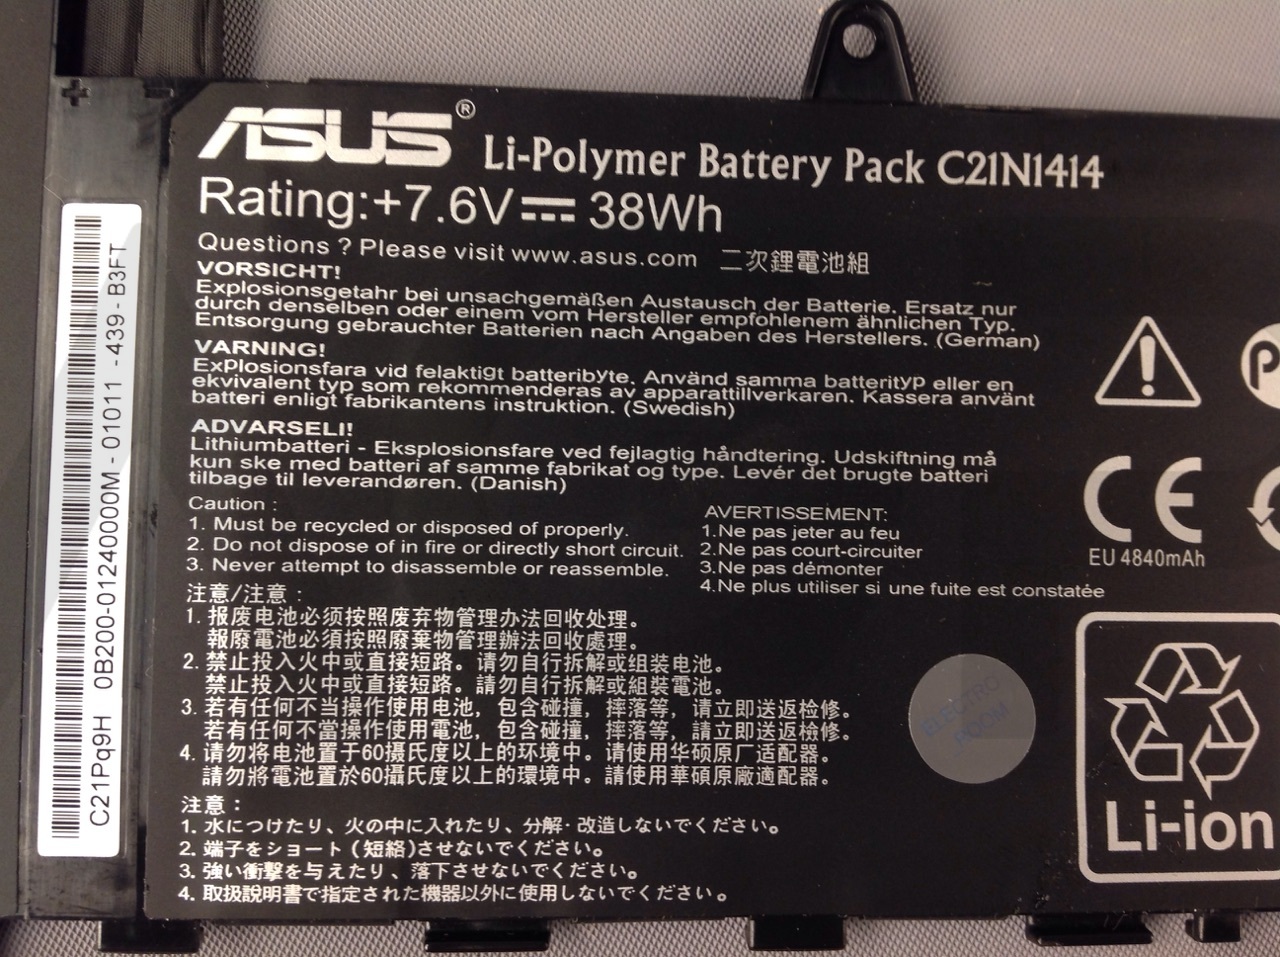 ASUS® Li-Polymer Battery Pack C21N1414
Rating:+7.6V 38Wh
Questions ? Please visit www.asus.com 二次鋰電池組
VORSICHT!
Explosionsgetahr bei unsachgemäßen Austausch der Batterie. Ersatz nur
durch denselben oder einem vom Hersteller empfohlenem ähnlichen Typ.
Entsorgung gebrauchter Batterien nach Angaben des Herstellers. (German)
VARNING!
Explosionsfara vid felaktigt batteribyte. Använd samma batterityp eller en
ekvivalent typ som rekommenderas av apparattillverkaren. Kassera använt
batteri enligt fabrikantens instruktion. (Swedish)
ADVARSELI!
Lithiumbatteri - Eksplosionsfare ved fejlagtig håndtering. Udskiftning må
kun ske med batteri af samme fabrikat og type. Levér det brugte batteri
tilbage til leverandøren. (Danish)
Caution :
1. Must be recycled or disposed of properly.
2. Do not dispose of in fire or directly short circuit.
3. Never attempt to disassemble or reassemble.
AVERTISSEMENT:
1.Ne pas jeter au feu
2.Ne pas court-circuiter
3.Ne pas démonter
4.Ne plus utiliser si une fuite est constatée
注意/注意：
1. 报废电池必须按照废弃物管理办法回收处理。
報廢電池必須按照廢棄物管理辦法回收處理。
2. 禁止投入火中或直接短路。请勿自行拆解或组装电池。
禁止投入火中或直接短路。請勿自行拆解或組裝電池。
3. 若有任何不当操作使用电池，包含碰撞，摔落等，请立即送返检修。
若有任何不當操作使用電池，包含碰撞，摔落等，請立即送返檢修。
4. 请勿将电池置于60攝氏度以上的环境中。请使用华硕原厂适配器。
請勿將電池置於60攝氏度以上的環境中。請使用華碩原廠適配器。
注意：
1. 水につけたり、火の中に入れたり、分解·改造しないでください。
2. 端子をショート（短絡）させないでください。
3. 強い衝撃を与えたり、落下させないでください。
4. 取扱説明書で指定された機器以外に使用しないでください。
C21Pq9H 0B200-01240000M - 01011 - 439 - B3FT
P
CE
EU 4840mAh
ELECTRO
ROOM
Li-ion